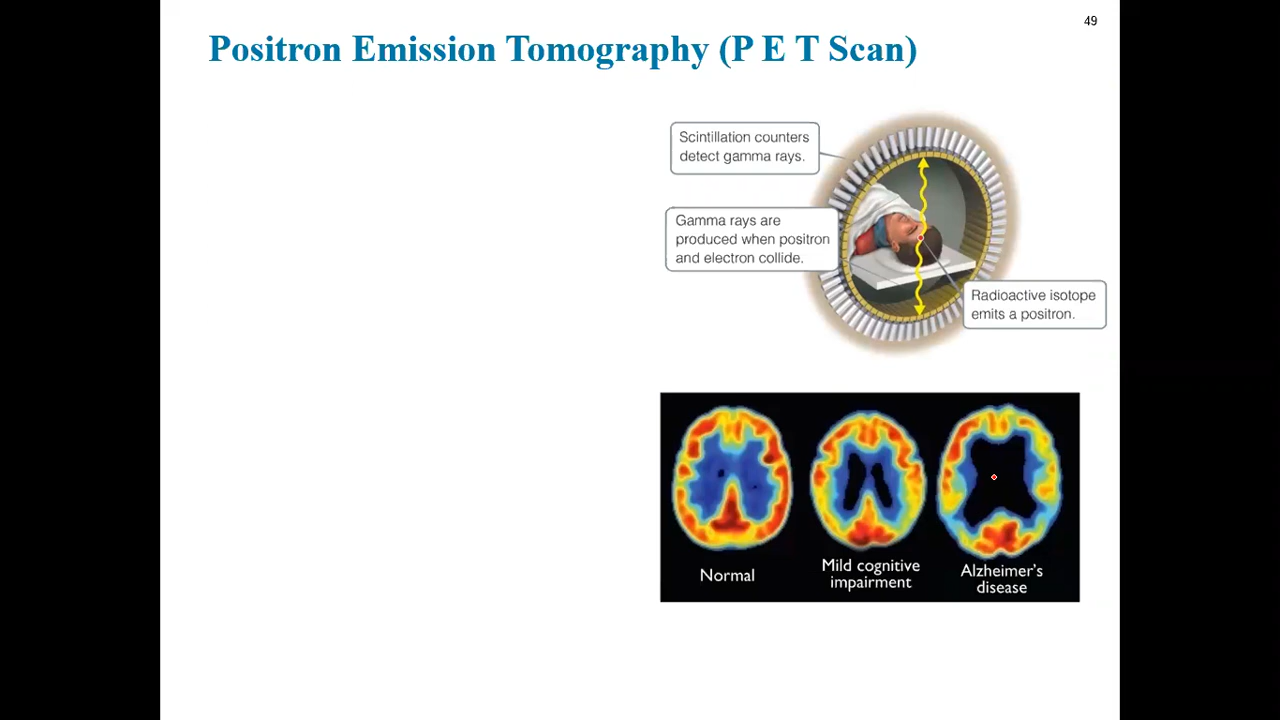 49
Positron Emission Tomography (P E T Scan)
Scintillation counters
detect gamma rays.
Gamma rays are
produced when positron
and electron collide.
Radioactive isotope
emits a positron.
Normal
Mild cognitive
impairment
Alzheimer's
disease